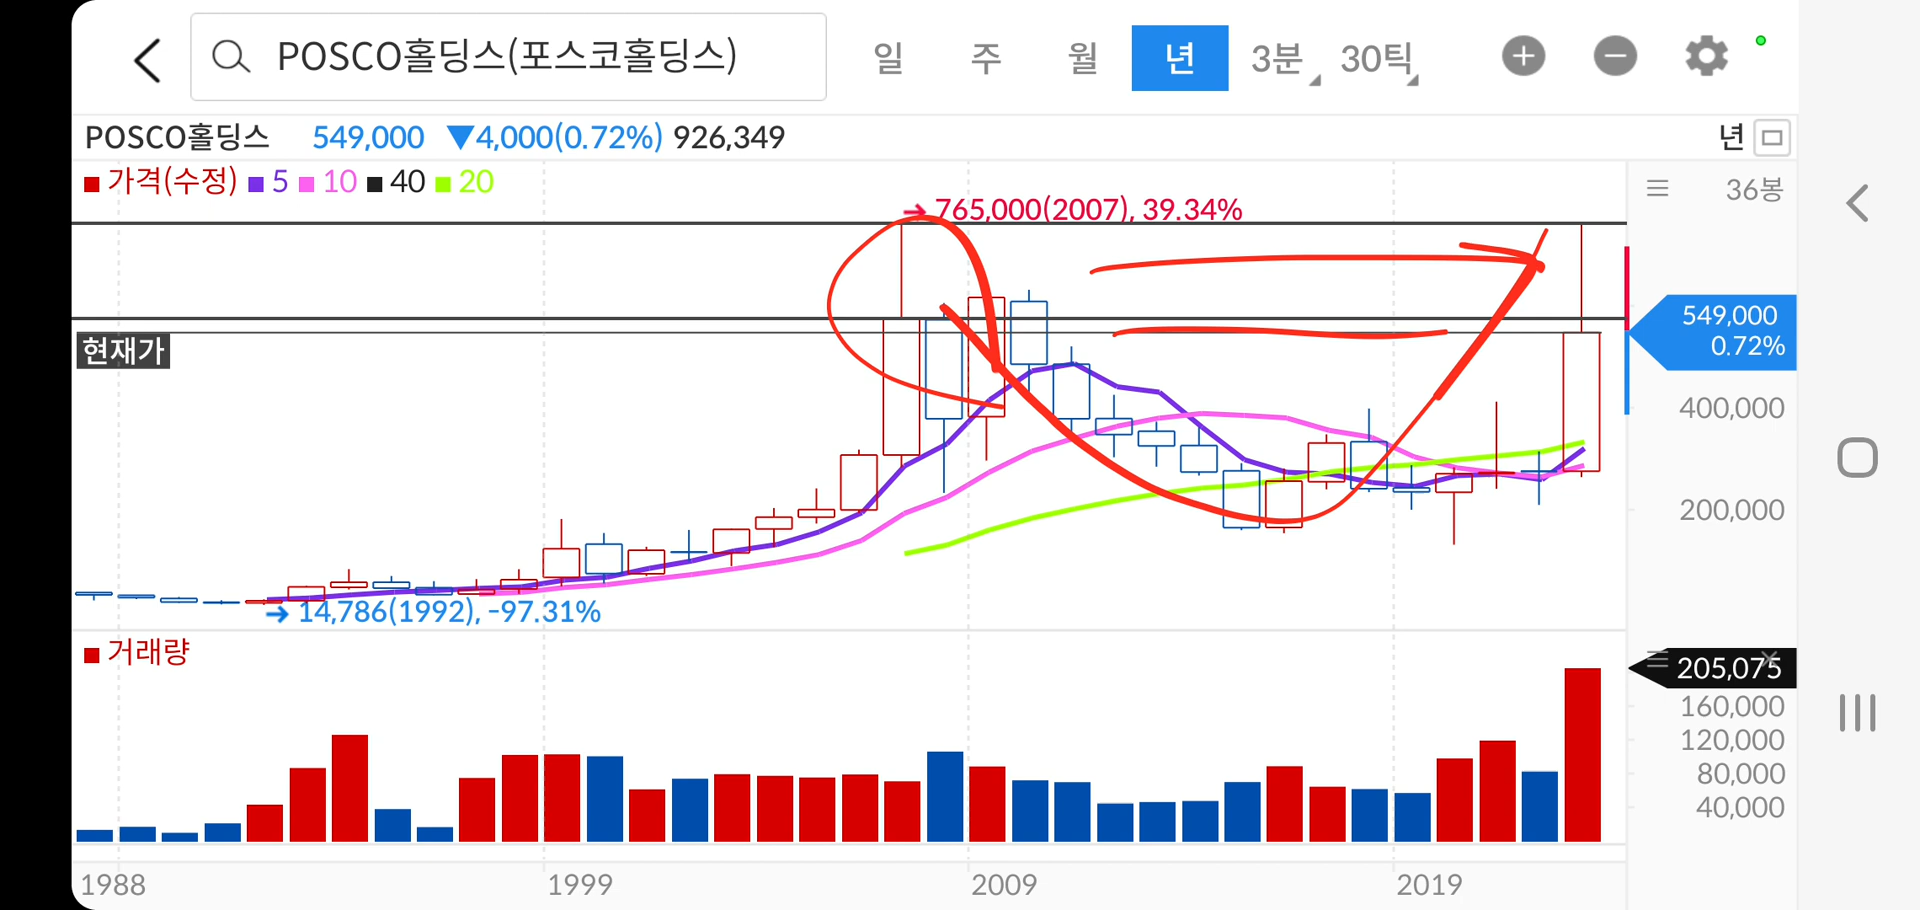 POSCO홀딩스(포스코홀딩스)
일 주 월 년 3분 30틱
POSCO홀딩스 549,000 ▼4,000(0.72%) 926,349 년
가격(수정) 5 10 40 20
36봉
→ 765,000(2007), 39.34%
549,000
0.72%
현재가
400,000
200,000
→ 14,786(1992), -97.31%
거래량
205,075
160,000
120,000
80,000
40,000
1988 1999 2009 2019